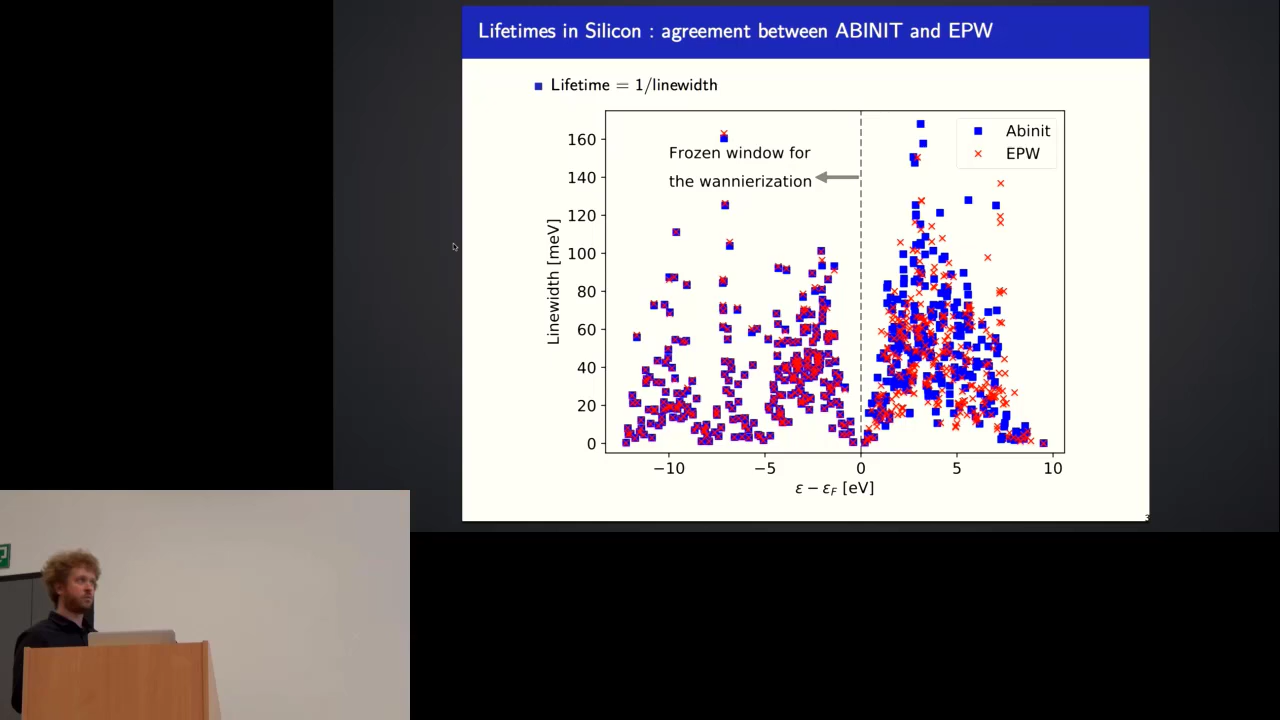 Lifetimes in Silicon : agreement between ABINIT and EPW
Lifetime = 1/linewidth
Frozen window for
the wannierization
Abinit
EPW
Linewidth [meV]
160
140
120
100
80
60
40
20
0
−10 −5 0 5 10
ε − εF [eV]
3